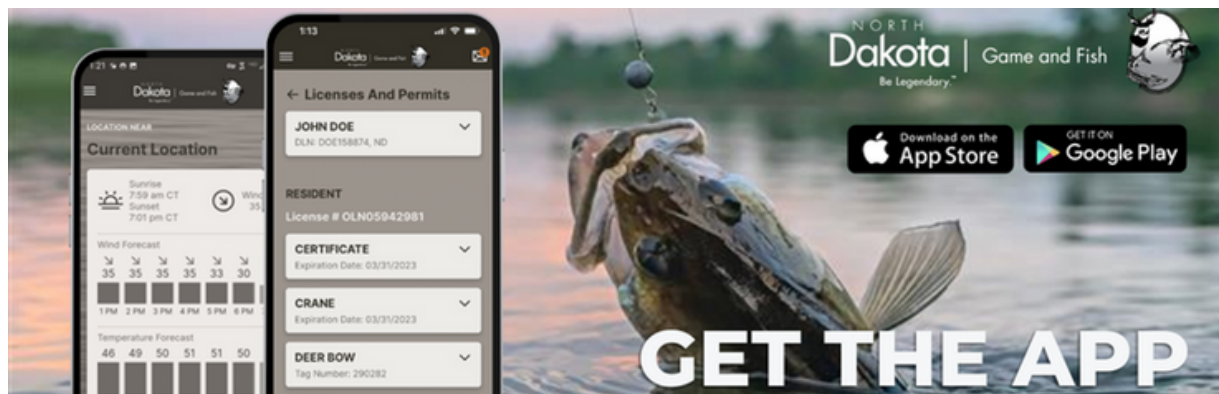 1:21
Dakota | Game and Fish
LOCATION NEAR
Current Location
Sunrise
7:59 am CT
Sunset
7:01 pm CT
Wind
35
Wind Forecast
35 35 35 35 33 30
1 PM 2 PM 3 PM 4 PM 5 PM 6 PM
Temperature Forecast
46 49 50 51 51 50
1:13
Dakota | Game and Fish
← Licenses And Permits
JOHN DOE
DLN: DOE158874, ND
RESIDENT
License # OLN05942981
CERTIFICATE
Expiration Date: 03/31/2023
CRANE
Expiration Date: 03/31/2023
DEER BOW
Tag Number: 290282
NORTH
Dakota | Game and Fish
Be Legendary.™
Download on the
App Store
GET IT ON
Google Play
GET THE APP